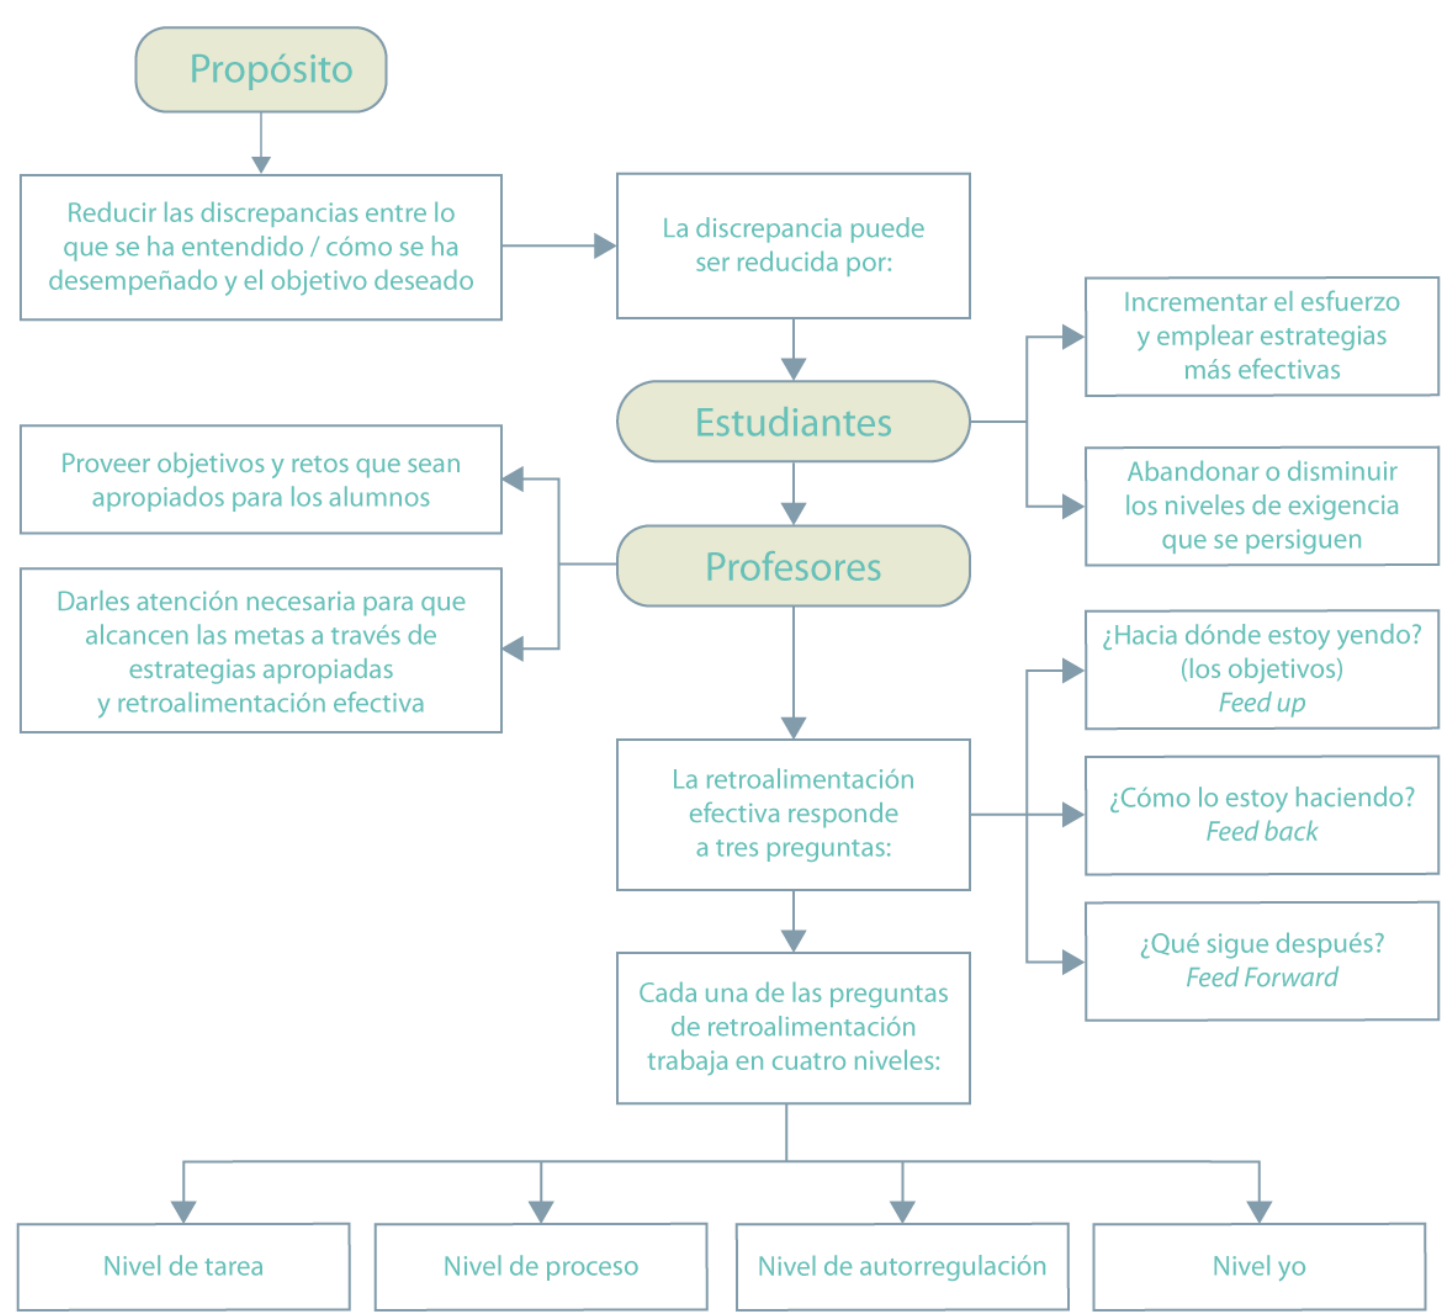 Propósito
Reducir las discrepancias entre lo
que se ha entendido / cómo se ha
desempeñado y el objetivo deseado
La discrepancia puede
ser reducida por:
Estudiantes
Incrementar el esfuerzo
y emplear estrategias
más efectivas
Abandonar o disminuir
los niveles de exigencia
que se persiguen
Profesores
Proveer objetivos y retos que sean
apropiados para los alumnos
Darles atención necesaria para que
alcancen las metas a través de
estrategias apropiadas
y retroalimentación efectiva
La retroalimentación
efectiva responde
a tres preguntas:
¿Hacia dónde estoy yendo?
(los objetivos)
Feed up
¿Cómo lo estoy haciendo?
Feed back
¿Qué sigue después?
Feed Forward
Cada una de las preguntas
de retroalimentación
trabaja en cuatro niveles:
Nivel de tarea
Nivel de proceso
Nivel de autorregulación
Nivel yo